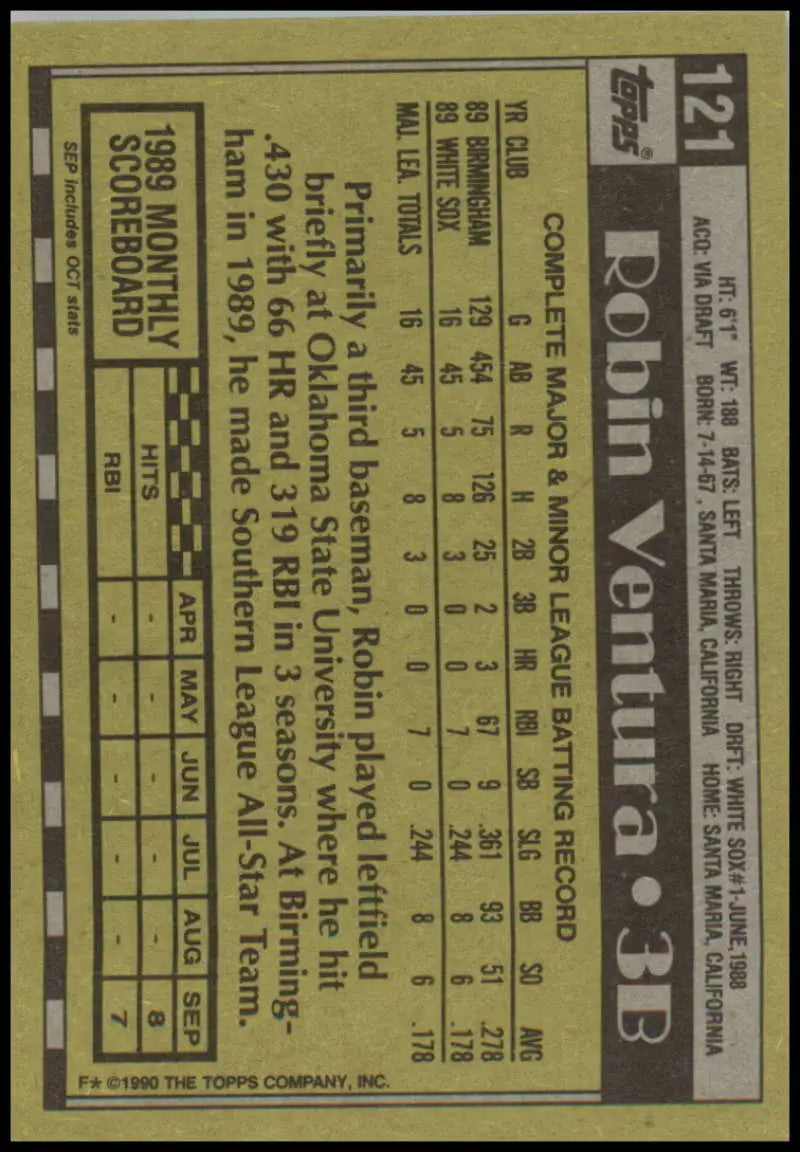 121
HT: 6'1" WT: 188 BATS: LEFT THROWS: RIGHT DRFT: WHITE SOX#1-JUNE,1988
ACQ: VIA DRAFT BORN: 7-14-67 , SANTA MARIA, CALIFORNIA HOME: SANTA MARIA, CALIFORNIA
topps®
Robin Ventura • 3B
COMPLETE MAJOR & MINOR LEAGUE BATTING RECORD
YR CLUB G AB R H 2B 3B HR RBI SB SLG BB SO AVG
89 BIRMINGHAM 129 454 75 126 25 2 3 67 9 .361 93 51 .278
89 WHITE SOX 16 45 5 8 3 0 0 7 0 .244 8 6 .178
MAJ. LEA. TOTALS 16 45 5 8 3 0 0 7 0 .244 8 6 .178
Primarily a third baseman, Robin played leftfield
briefly at Oklahoma State University where he hit
.430 with 66 HR and 319 RBI in 3 seasons. At Birming-
ham in 1989, he made Southern League All-Star Team.
1989 MONTHLY
SCOREBOARD
APR MAY JUN JUL AUG SEP
HITS - - - - - 8
RBI - - - - - 7
SEP includes OCT stats
F* ©1990 THE TOPPS COMPANY, INC.